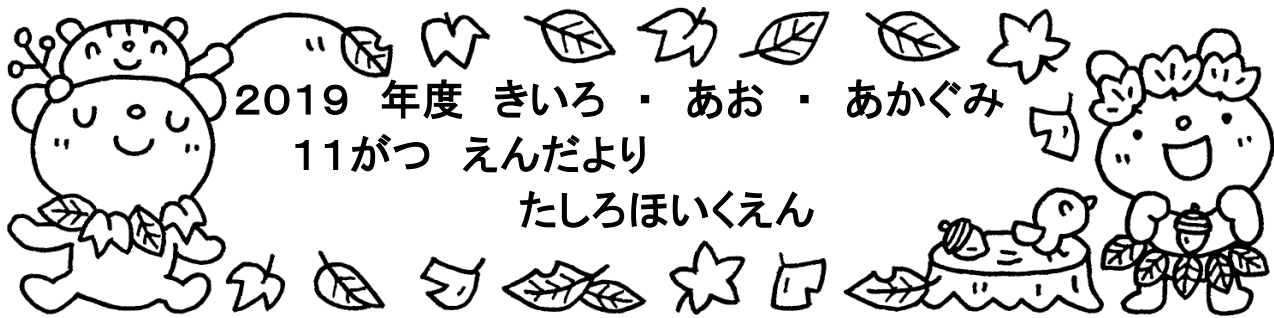 ２０１９　年度　きいろ　・　あお　・　あかぐみ
１１がつ　えんだより
たしろほいくえん